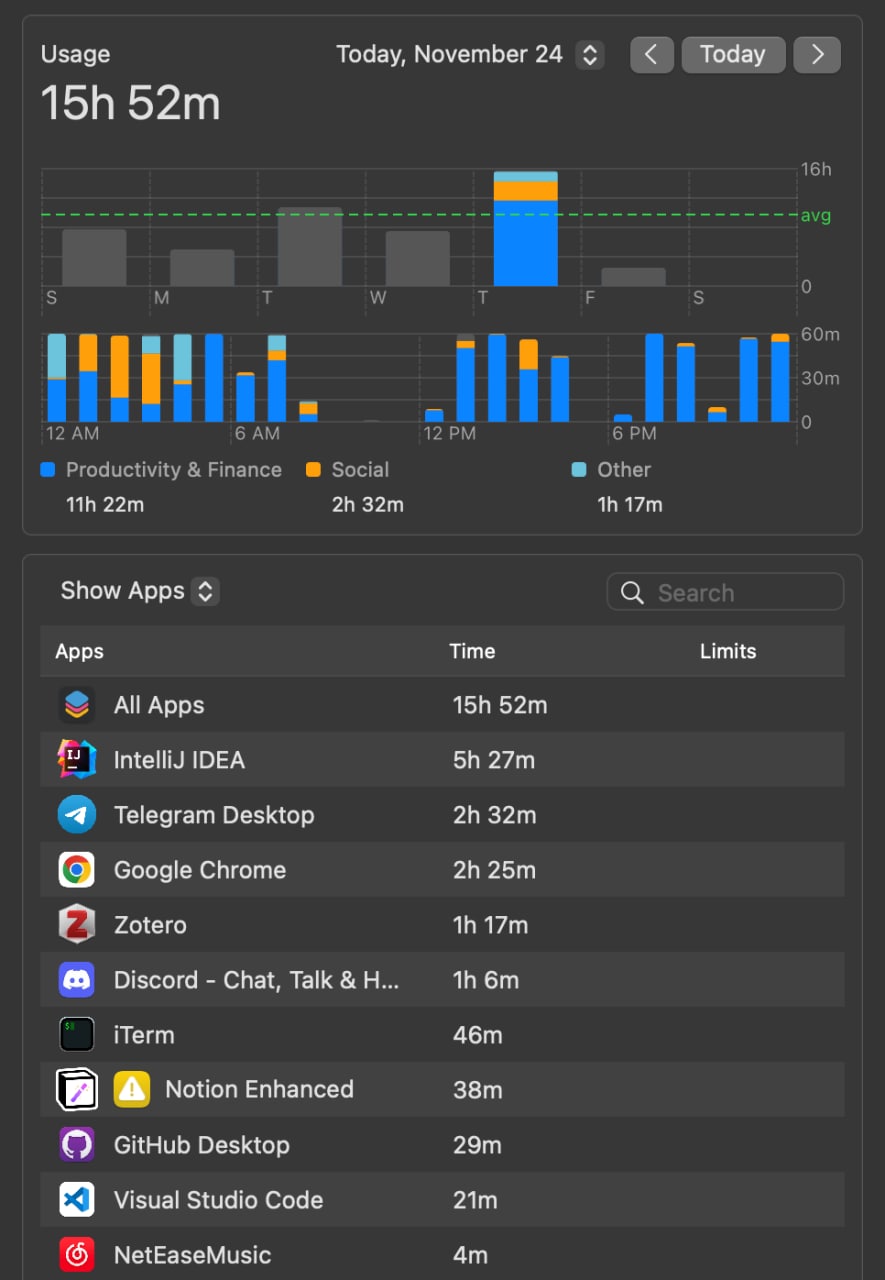 Usage Today, November 24 Today
15h 52m
16h
avg
0
S M T W T F S
60m
30m
0
12 AM 6 AM 12 PM 6 PM
Productivity & Finance Social Other
11h 22m 2h 32m 1h 17m
Show Apps Search
Apps Time Limits
All Apps 15h 52m
IJ IntelliJ IDEA 5h 27m
Telegram Desktop 2h 32m
Google Chrome 2h 25m
Z Zotero 1h 17m
Discord - Chat, Talk & H... 1h 6m
$ iTerm 46m
Notion Enhanced 38m
GitHub Desktop 29m
Visual Studio Code 21m
NetEaseMusic 4m